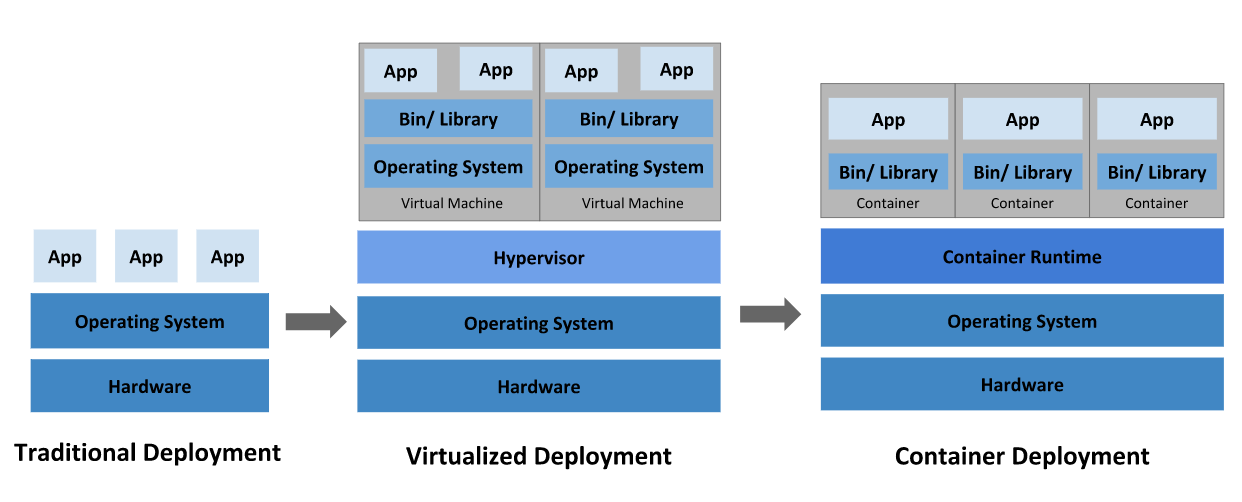 App App App
Operating System
Hardware
Traditional Deployment
App App App App
Bin/ Library Bin/ Library
Operating System Operating System
Virtual Machine Virtual Machine
Hypervisor
Operating System
Hardware
Virtualized Deployment
App App App
Bin/ Library Bin/ Library Bin/ Library
Container Container Container
Container Runtime
Operating System
Hardware
Container Deployment